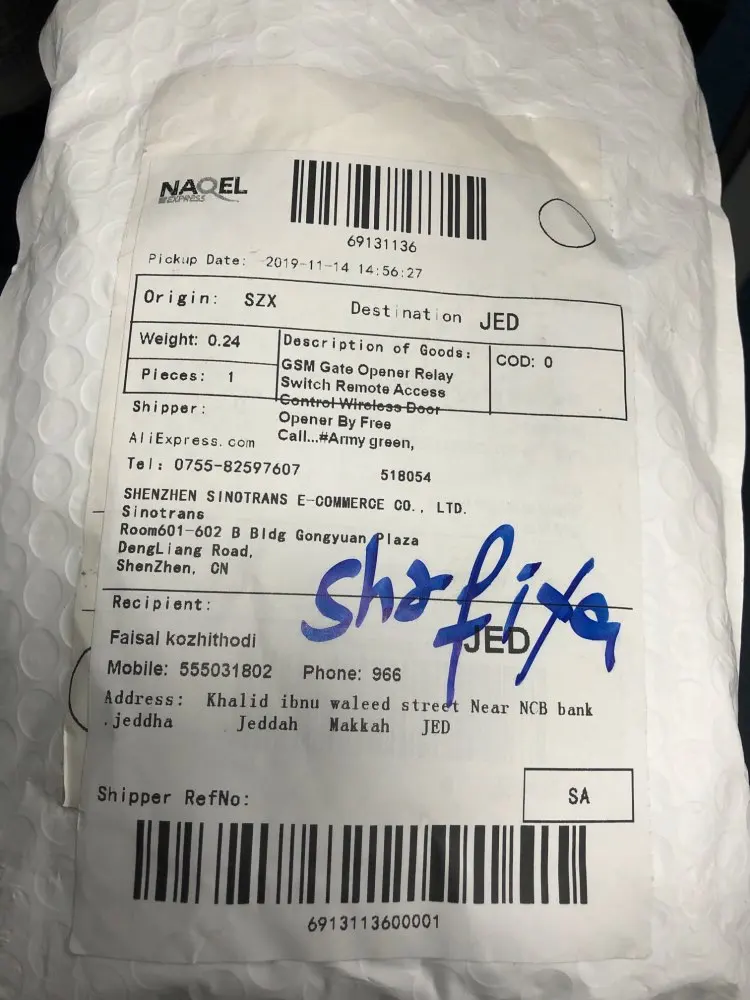 NAQEL
EXPRESS
69131136
Pickup Date: 2019-11-14 14:56:27
Origin: SZX Destination JED
Weight: 0.24 Description of Goods: COD: 0
Pieces: 1 GSM Gate Opener Relay
Switch Remote Access
Control Wireless Door
Opener By Free
Call...#Army green,
Shipper:
AliExpress.com
Tel: 0755-82597607 518054
SHENZHEN SINOTRANS E-COMMERCE CO., LTD.
Sinotrans
Room601-602 B Bldg Gongyuan Plaza
DengLiang Road,
ShenZhen, CN
Recipient:
Faisal kozhithodi JED
Mobile: 555031802 Phone: 966
Address: Khalid ibnu waleed street Near NCB bank
.jeddha Jeddah Makkah JED
Shipper RefNo: SA
6913113600001